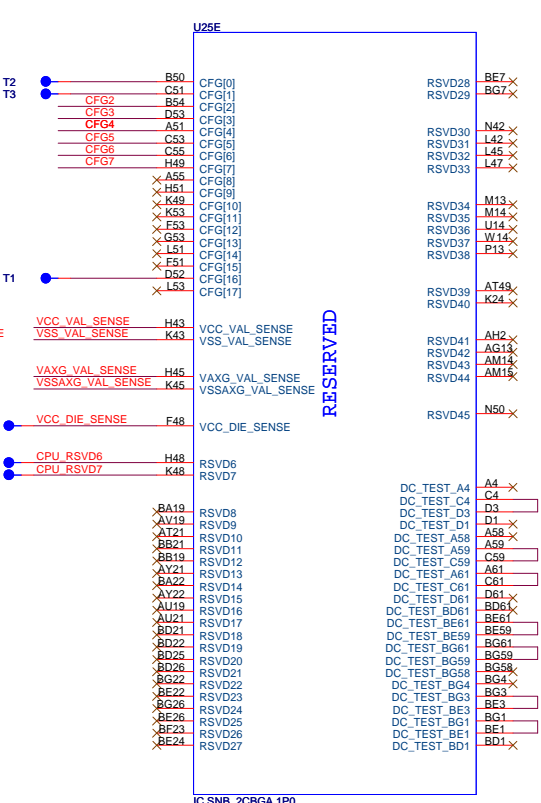 U25E
T2 B50 CFG[0] RSVD28 BE7
T3 C51 CFG[1] RSVD29 BG7
CFG2 B54 CFG[2]
CFG3 D53 CFG[3]
CFG4 A51 CFG[4] RSVD30 N42
CFG5 C53 CFG[5] RSVD31 L42
CFG6 C55 CFG[6] RSVD32 L45
CFG7 H49 CFG[7] RSVD33 L47
A55 CFG[8]
H51 CFG[9]
K49 CFG[10] RSVD34 M13
K53 CFG[11] RSVD35 M14
F53 CFG[12] RSVD36 U14
G53 CFG[13] RSVD37 W14
L51 CFG[14] RSVD38 P13
F51 CFG[15]
T1 D52 CFG[16]
L53 CFG[17] RSVD39 AT49
RSVD40 K24
VCC_VAL_SENSE H43 VCC_VAL_SENSE
VSS_VAL_SENSE K43 VSS_VAL_SENSE RSVD41 AH2
RSVD42 AG13
RSVD43 AM14
VAXG_VAL_SENSE H45 VAXG_VAL_SENSE RSVD44 AM15
VSSAXG_VAL_SENSE K45 VSSAXG_VAL_SENSE
RESERVED
VCC_DIE_SENSE F48 VCC_DIE_SENSE RSVD45 N50
CPU_RSVD6 H48 RSVD6
CPU_RSVD7 K48 RSVD7
DC_TEST_A4 A4
DC_TEST_C4 C4
BA19 RSVD8 DC_TEST_D3 D3
AV19 RSVD9 DC_TEST_D1 D1
AT21 RSVD10 DC_TEST_A58 A58
BB21 RSVD11 DC_TEST_A59 A59
BB19 RSVD12 DC_TEST_C59 C59
AY21 RSVD13 DC_TEST_A61 A61
BA22 RSVD14 DC_TEST_C61 C61
AY22 RSVD15 DC_TEST_D61 D61
AU19 RSVD16 DC_TEST_BD61 BD61
AU21 RSVD17 DC_TEST_BE61 BE61
BD21 RSVD18 DC_TEST_BE59 BE59
BD22 RSVD19 DC_TEST_BG61 BG61
BD25 RSVD20 DC_TEST_BG59 BG59
BD26 RSVD21 DC_TEST_BG58 BG58
BG22 RSVD22 DC_TEST_BG4 BG4
BE22 RSVD23 DC_TEST_BG3 BG3
BG26 RSVD24 DC_TEST_BE3 BE3
BE26 RSVD25 DC_TEST_BG1 BG1
BF23 RSVD26 DC_TEST_BE1 BE1
BE24 RSVD27 DC_TEST_BD1 BD1
IC,SNB_2CBGA,1P0